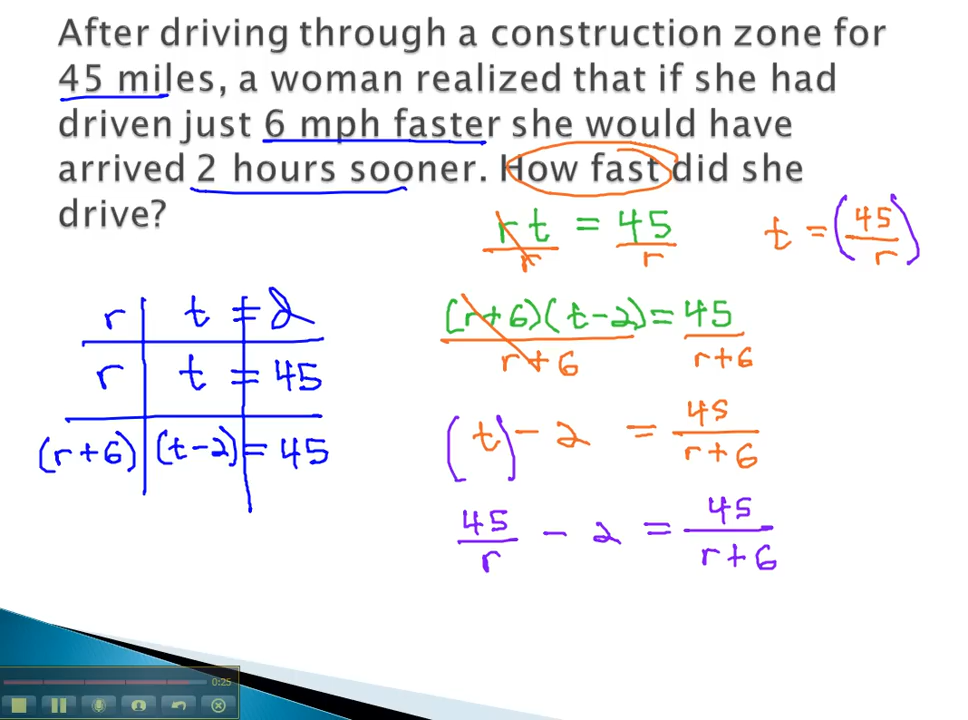 After driving through a construction zone for
45 miles, a woman realized that if she had
driven just 6 mph faster she would have
arrived 2 hours sooner. How fast did she
drive?
rt = 45
r r
t = (45/r)
(r+6)(t-2) = 45
r+6 r+6
r t = d
r t = 45
(r+6) (t-2) = 45
(t) - 2 = 45/r+6
45/r - 2 = 45/r+6
0:25